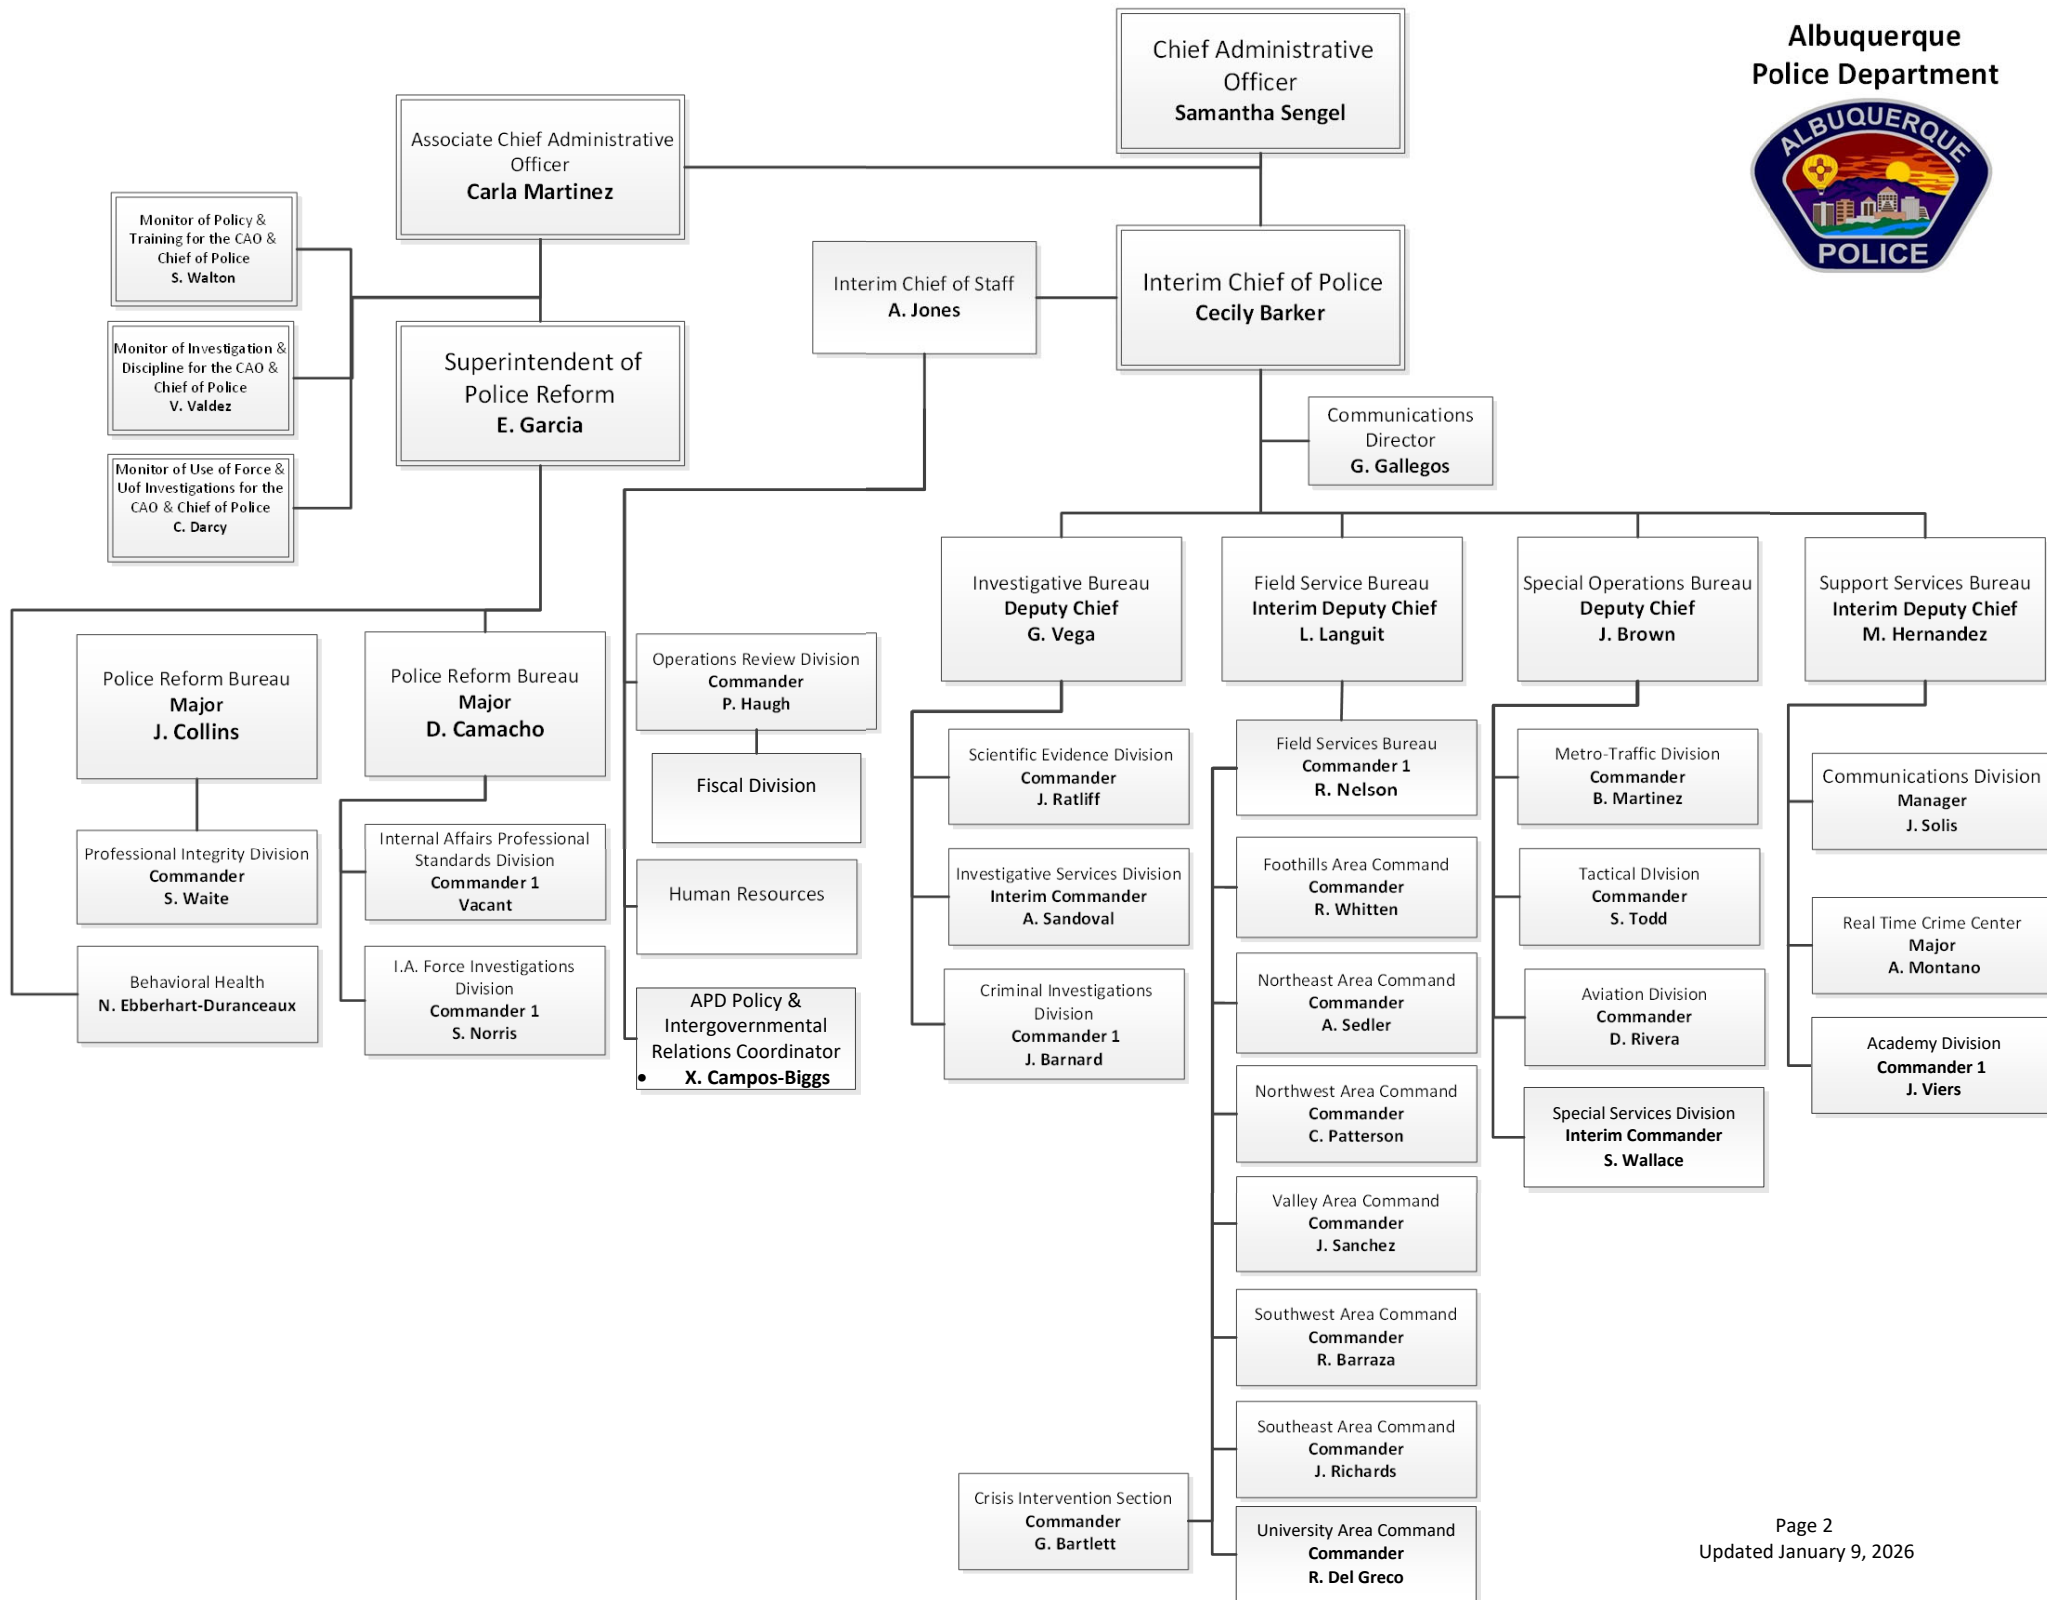 Chief Administrative
Officer
Samantha Sengel
Albuquerque
Police Department
ALBUQUERQUE
POLICE
Associate Chief Administrative
Officer
Carla Martinez
Monitor of Policy &
Training for the CAO &
Chief of Police
S. Walton
Monitor of Investigation &
Discipline for the CAO &
Chief of Police
V. Valdez
Monitor of Use of Force &
Uof Investigations for the
CAO & Chief of Police
C. Darcy
Superintendent of
Police Reform
E. Garcia
Interim Chief of Staff
A. Jones
Interim Chief of Police
Cecily Barker
Communications
Director
G. Gallegos
Police Reform Bureau
Major
J. Collins
Professional Integrity Division
Commander
S. Waite
Behavioral Health
N. Ebberhart-Duranceaux
Police Reform Bureau
Major
D. Camacho
Internal Affairs Professional
Standards Division
Commander 1
Vacant
I.A. Force Investigations
Division
Commander 1
S. Norris
Operations Review Division
Commander
P. Haugh
Fiscal Division
Human Resources
APD Policy &
Intergovernmental
Relations Coordinator
• X. Campos-Biggs
Investigative Bureau
Deputy Chief
G. Vega
Scientific Evidence Division
Commander
J. Ratliff
Investigative Services Division
Interim Commander
A. Sandoval
Criminal Investigations
Division
Commander 1
J. Barnard
Field Service Bureau
Interim Deputy Chief
L. Languit
Field Services Bureau
Commander 1
R. Nelson
Foothills Area Command
Commander
R. Whitten
Northeast Area Command
Commander
A. Sedler
Northwest Area Command
Commander
C. Patterson
Valley Area Command
Commander
J. Sanchez
Southwest Area Command
Commander
R. Barraza
Southeast Area Command
Commander
J. Richards
Crisis Intervention Section
Commander
G. Bartlett
University Area Command
Commander
R. Del Greco
Special Operations Bureau
Deputy Chief
J. Brown
Metro-Traffic Division
Commander
B. Martinez
Tactical DIvision
Commander
S. Todd
Aviation Division
Commander
D. Rivera
Special Services Division
Interim Commander
S. Wallace
Support Services Bureau
Interim Deputy Chief
M. Hernandez
Communications Division
Manager
J. Solis
Real Time Crime Center
Major
A. Montano
Academy Division
Commander 1
J. Viers
Page 2
Updated January 9, 2026